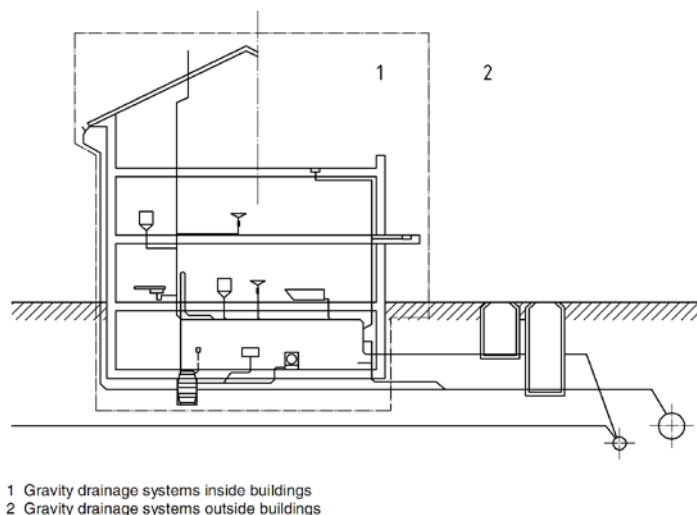 1
2
1 Gravity drainage systems inside buildings
2 Gravity drainage systems outside buildings